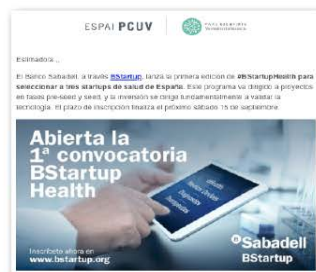 ESPAI PCUV
Estimado/a...
El Banco Sabadell, a través BStartup, lanza la primera edición de #BStartupHealth para
seleccionar a tres startups de salud de España. Este programa va dirigido a proyectos
en fases pre-seed y seed, y la inversión se dirige fundamentalmente a validar la
tecnología. El plazo de inscripción finaliza el próximo sábado 15 de septiembre.
Abierta la
1ª convocatoria
BStartup
Health
Inscríbete ahora en
www.bstartup.org
Sabadell
BStartup